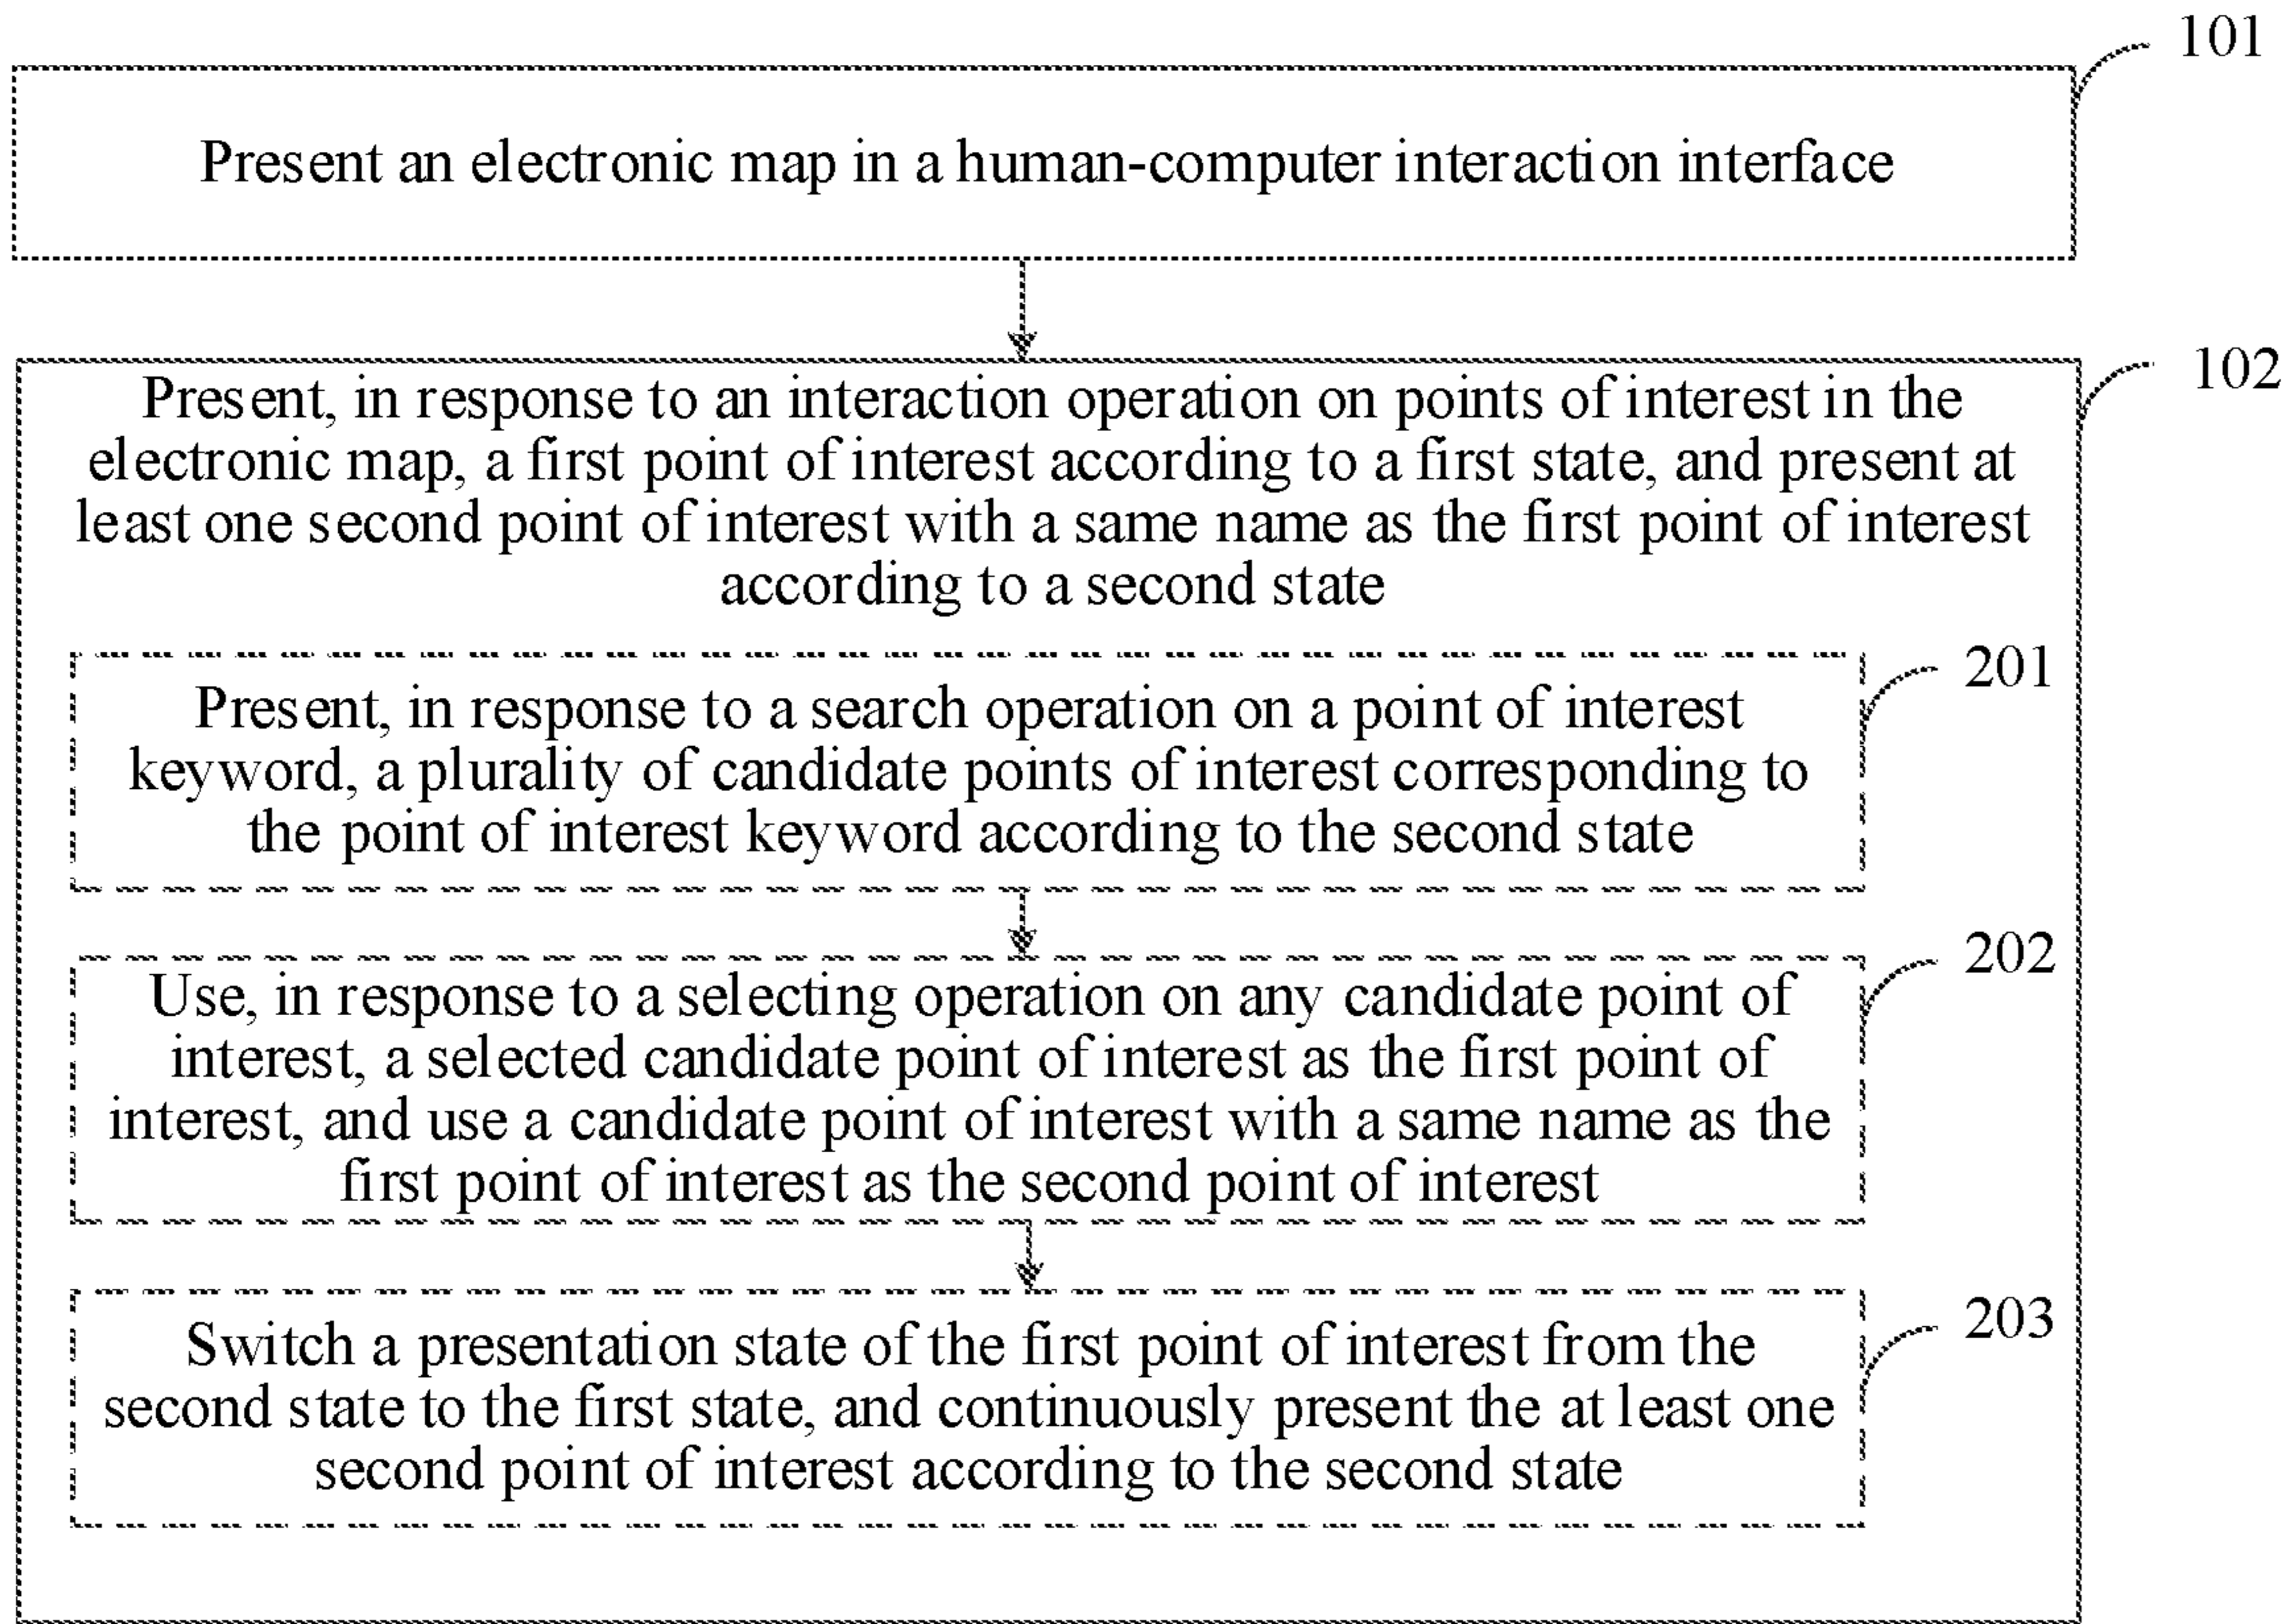 101
Present an electronic map in a human-computer interaction interface
102
Present, in response to an interaction operation on points of interest in the
electronic map, a first point of interest according to a first state, and present at
least one second point of interest with a same name as the first point of interest
according to a second state
201
Present, in response to a search operation on a point of interest
keyword, a plurality of candidate points of interest corresponding to
the point of interest keyword according to the second state
202
Use, in response to a selecting operation on any candidate point of
interest, a selected candidate point of interest as the first point of
interest, and use a candidate point of interest with a same name as the
first point of interest as the second point of interest
203
Switch a presentation state of the first point of interest from the
second state to the first state, and continuously present the at least one
second point of interest according to the second state